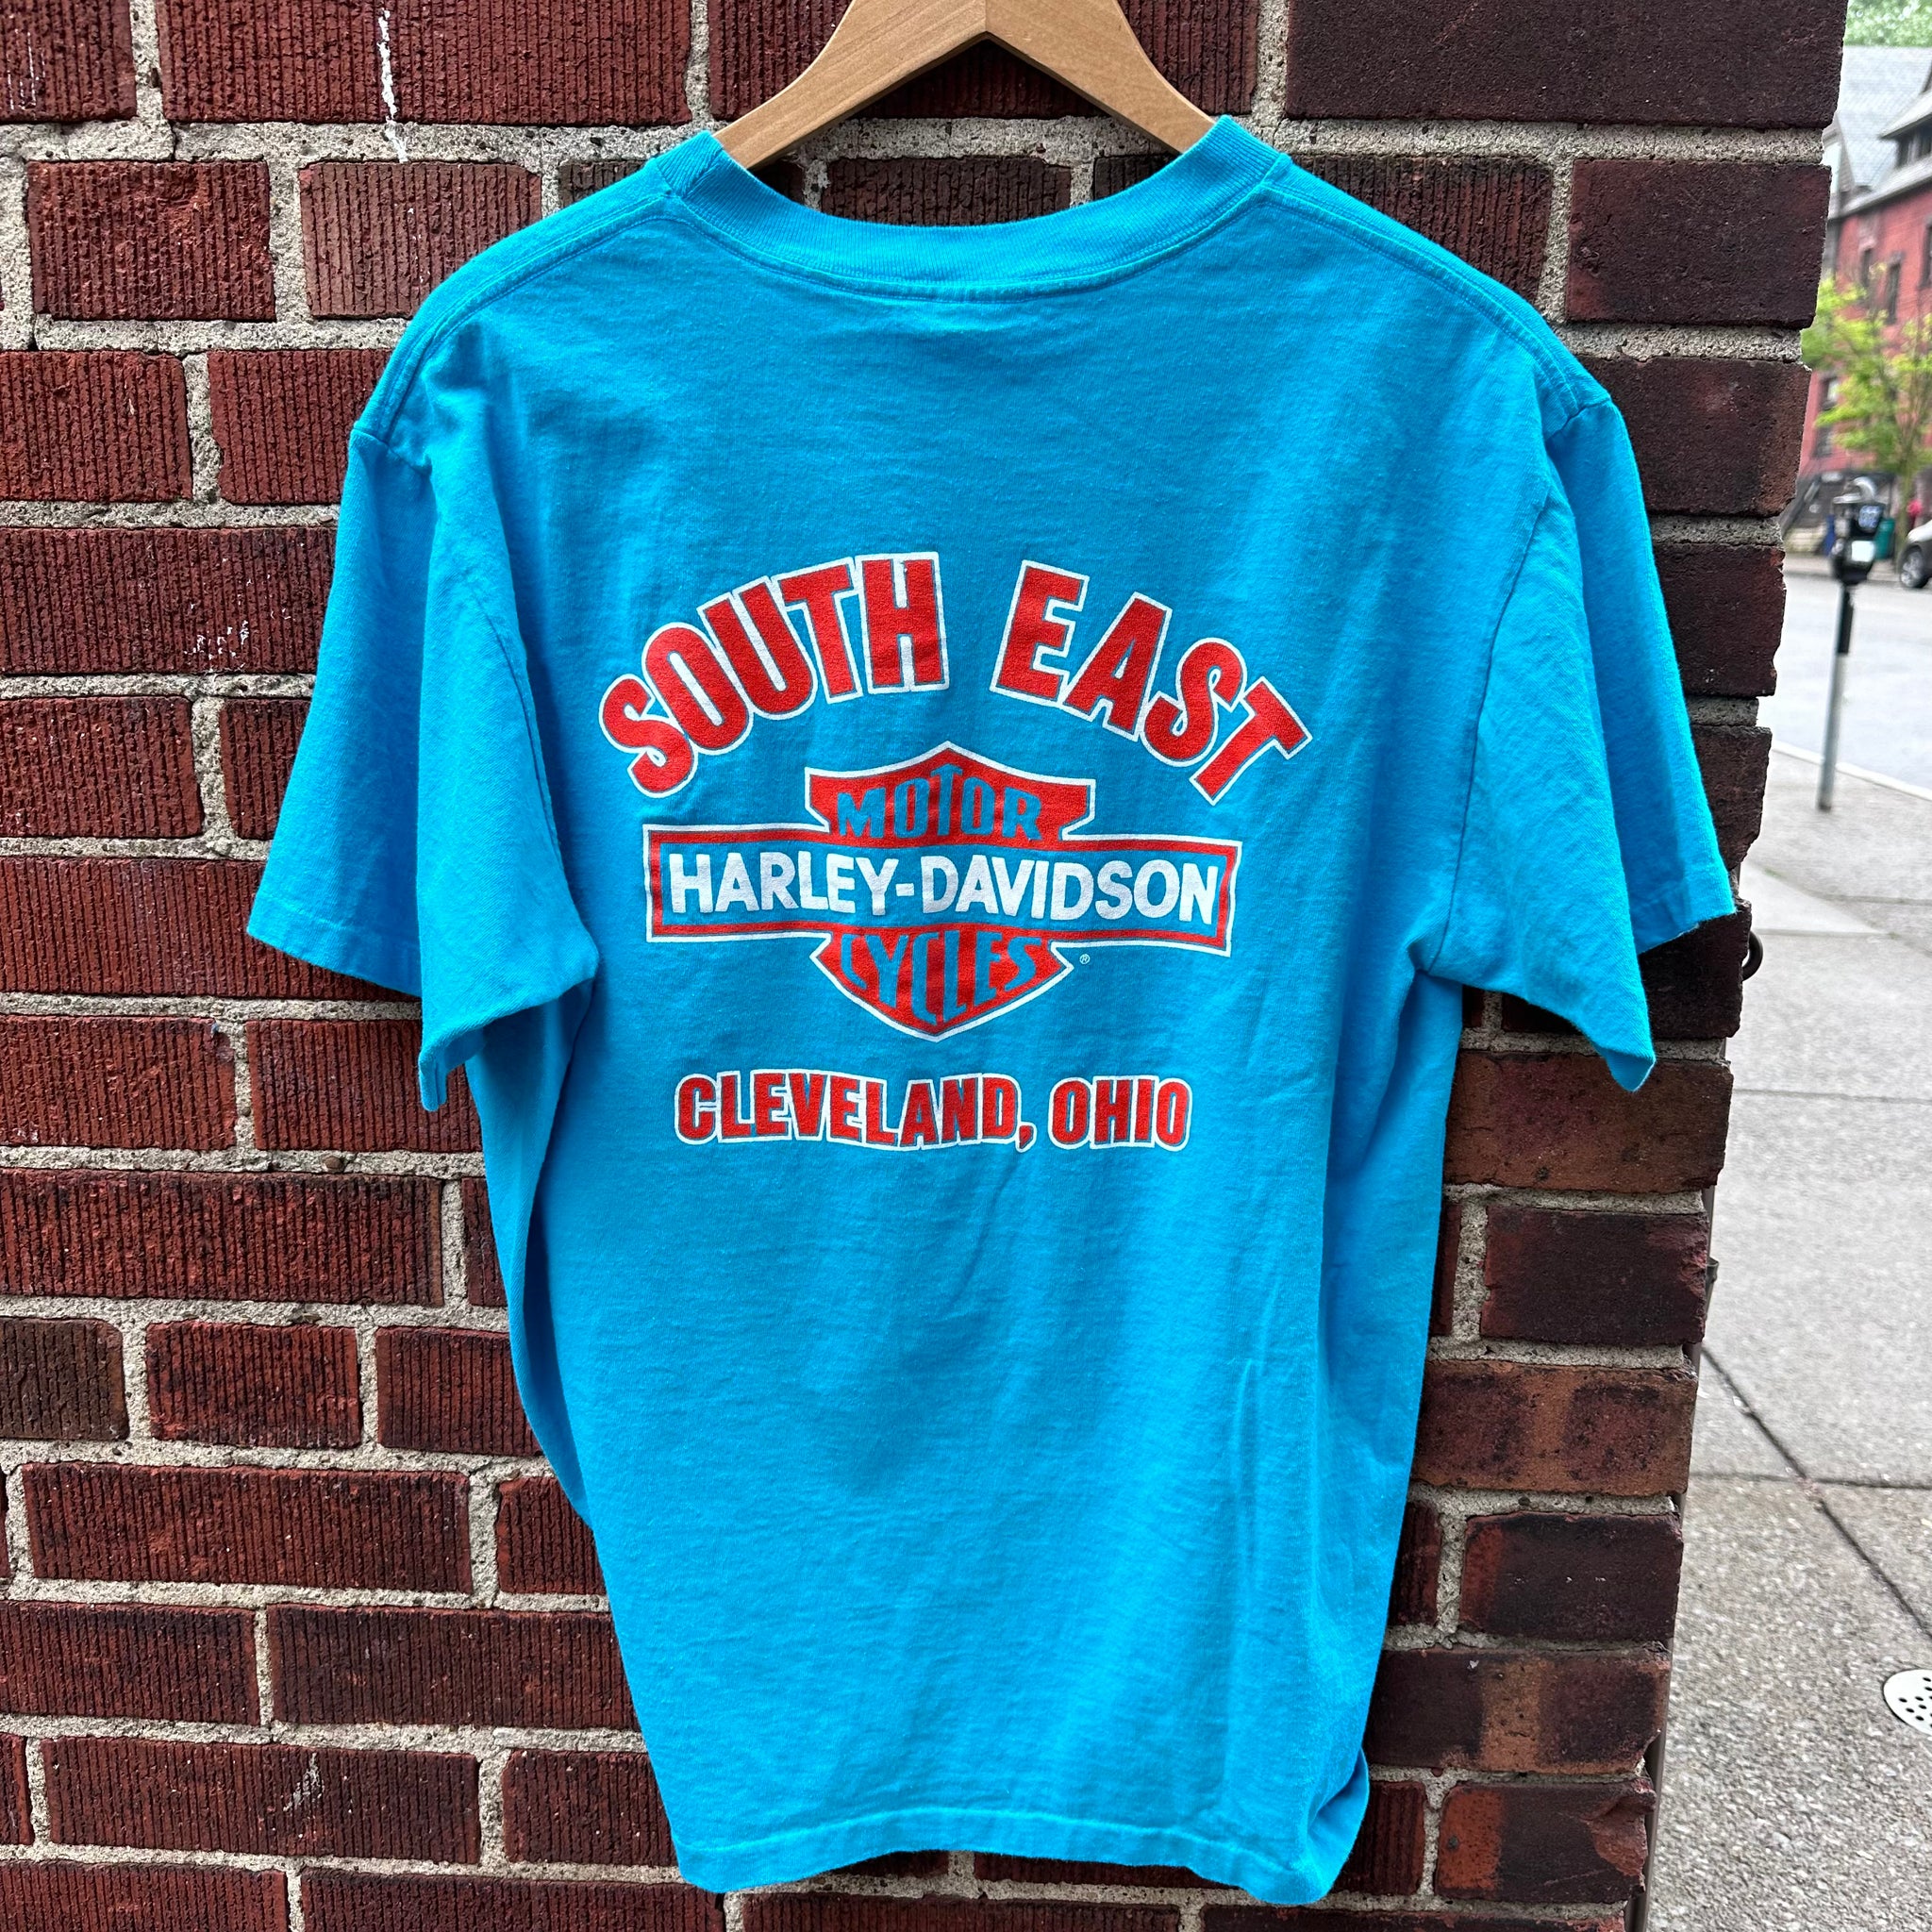 SOUTH EAST
MOTOR
HARLEY-DAVIDSON
CYCLES ®
CLEVELAND, OHIO